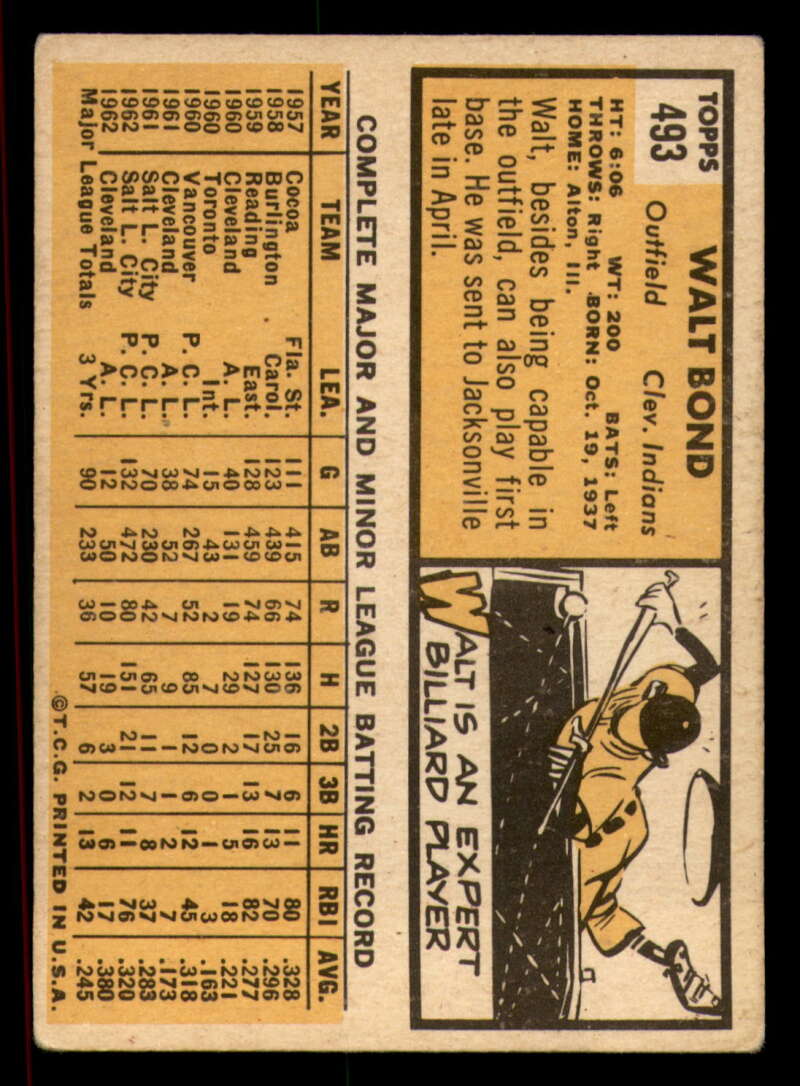 TOPPS
493
WALT BOND
Outfield Clev. Indians
HT: 6:06 WT: 200 BATS: Left
THROWS: Right BORN: Oct. 19, 1937
HOME: Alton, Ill.
Walt, besides being capable in
the outfield, can also play first
base. He was sent to Jacksonville
late in April.
WALT IS AN EXPERT
BILLIARD PLAYER
COMPLETE MAJOR AND MINOR LEAGUE BATTING RECORD
YEAR TEAM LEA. G AB R H 2B 3B HR RBI AVG.
1957 Cocoa Fla. St. 111 415 74 136 16 6 11 80 .328
1958 Burlington Carol. 123 439 66 130 25 7 13 70 .296
1959 Reading East. 128 459 74 127 17 13 16 82 .277
1960 Cleveland A. L. 40 131 19 29 2 1 5 18 .221
1960 Toronto Int. 15 43 2 7 0 0 1 3 .163
1960 Vancouver P. C. L. 74 267 52 85 12 6 12 45 .318
1961 Cleveland A. L. 38 52 7 9 1 1 2 7 .173
1961 Salt L. City P. C. L. 70 230 42 65 11 7 8 37 .283
1962 Salt L. City P. C. L. 132 472 80 151 21 12 11 76 .320
1962 Cleveland A. L. 12 50 10 19 3 0 6 17 .380
Major League Totals 3 Yrs. 90 233 36 57 6 2 13 42 .245
©T.C.G. PRINTED IN U.S.A.